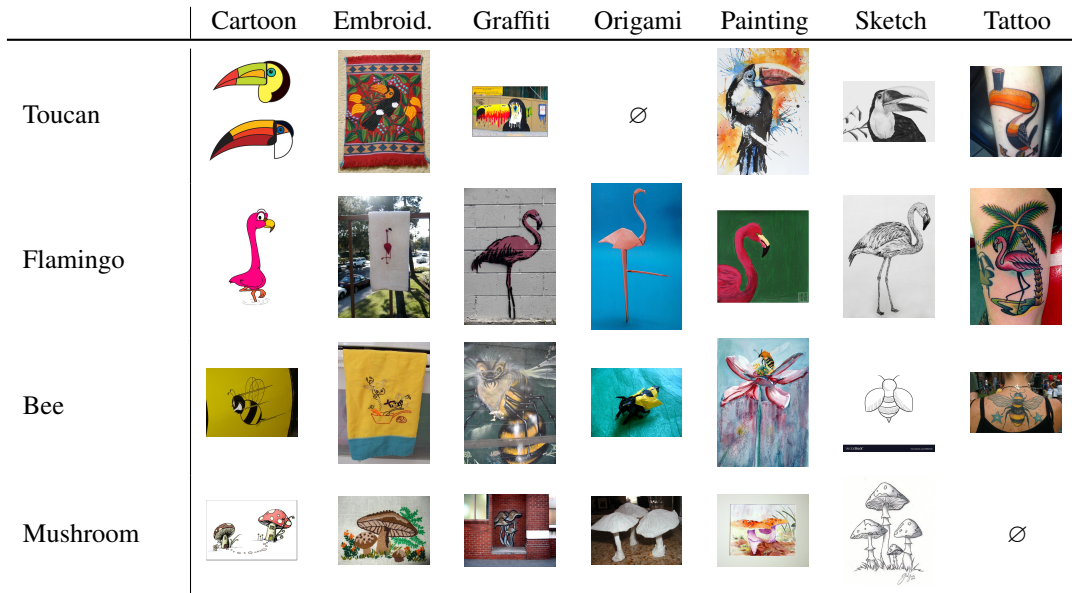 Cartoon Embroid. Graffiti Origami Painting Sketch Tattoo
Toucan ∅
Flamingo
Bee
Mushroom ∅